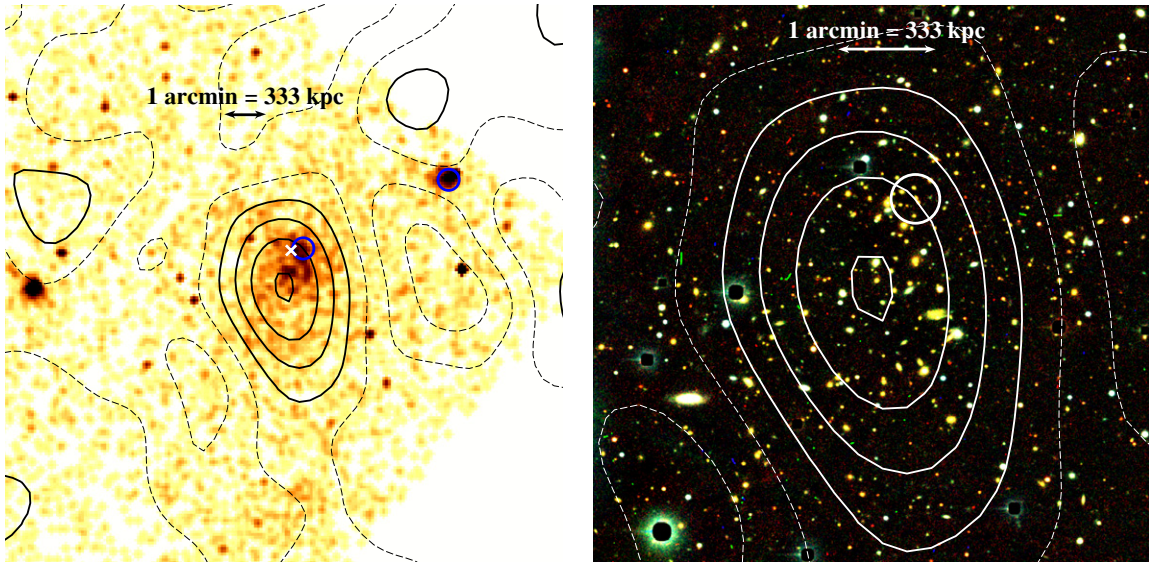 1 arcmin = 333 kpc
1 arcmin = 333 kpc